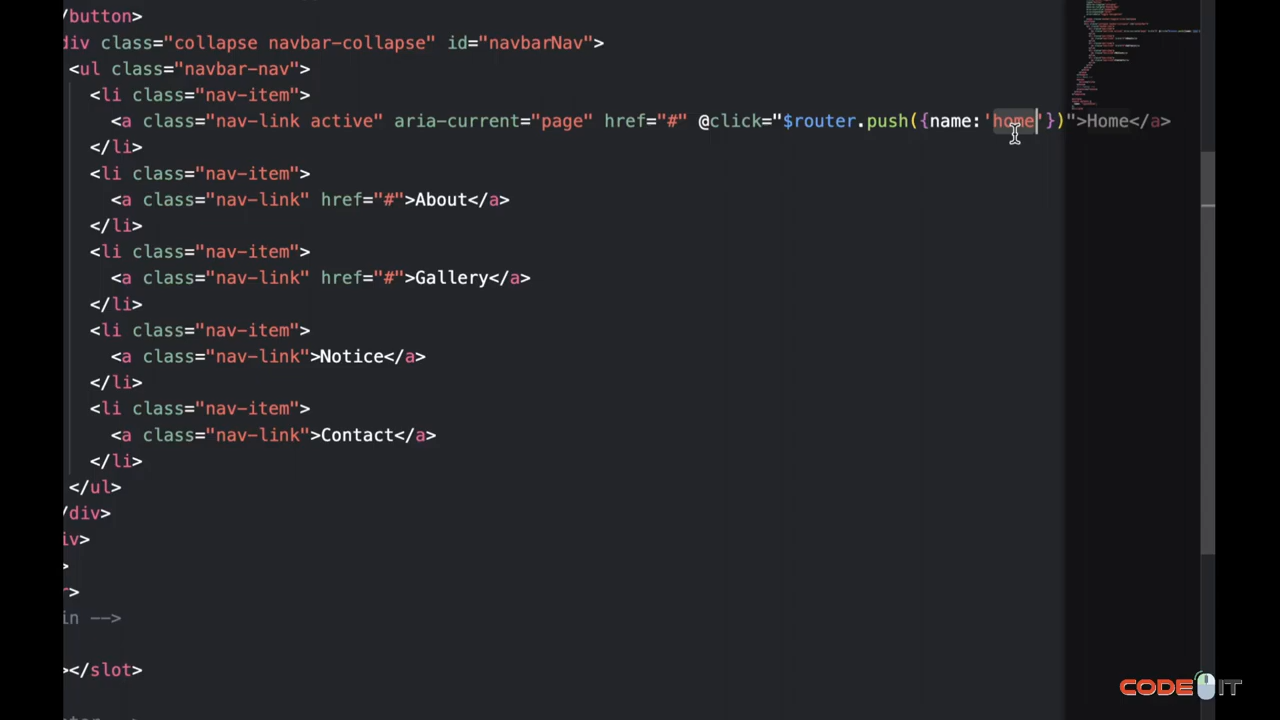 /button>
div class="collapse navbar-collapse" id="navbarNav">
<ul class="navbar-nav">
<li class="nav-item">
<a class="nav-link active" aria-current="page" href="#" @click="$router.push({name:'home'})">Home</a>
</li>
<li class="nav-item">
<a class="nav-link" href="#">About</a>
</li>
<li class="nav-item">
<a class="nav-link" href="#">Gallery</a>
</li>
<li class="nav-item">
<a class="nav-link">Notice</a>
</li>
<li class="nav-item">
<a class="nav-link">Contact</a>
</li>
</ul>
/div>
iv>
>
r>
in -->
></slot>
CODE IT